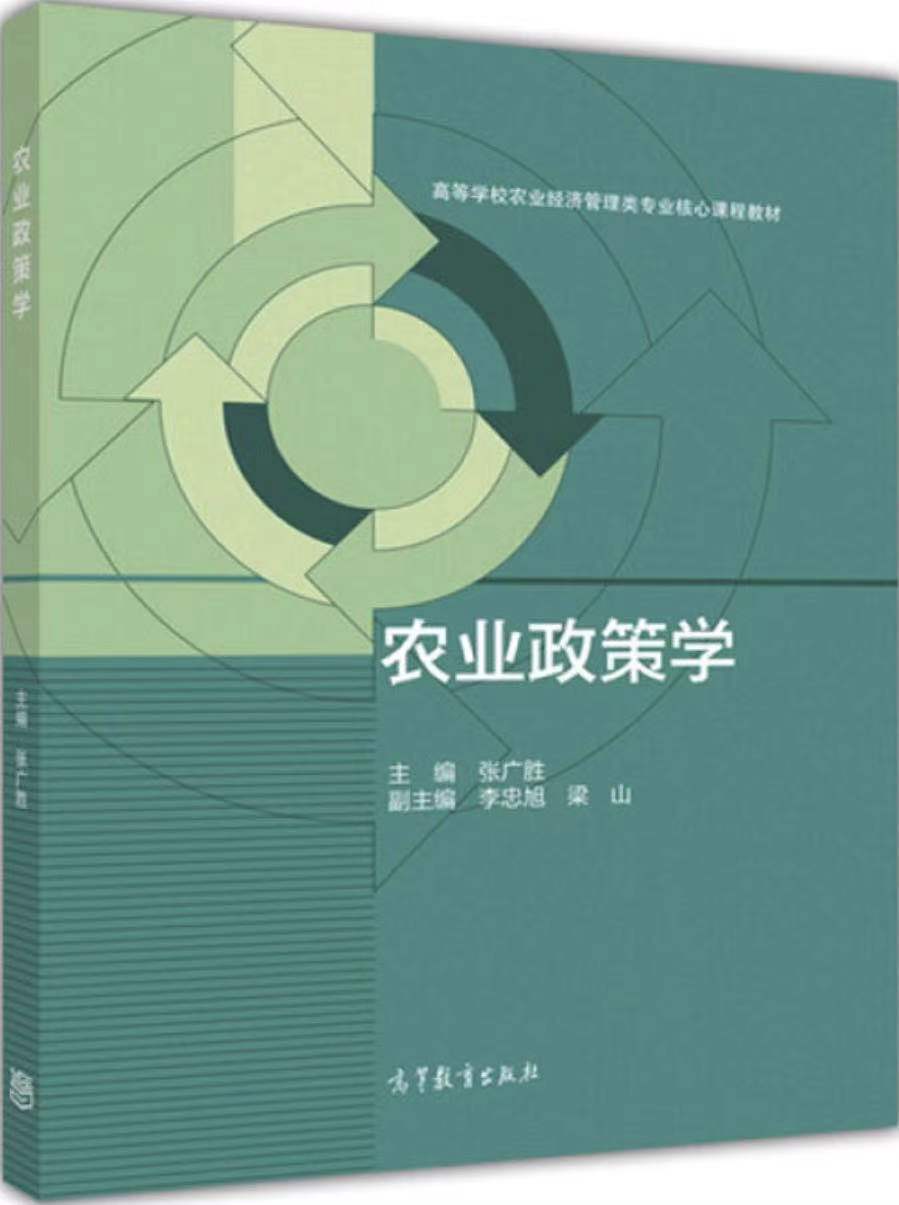 农业政策学
主编 张广胜
高等学校农业经济管理类专业核心课程教材
农业政策学
主 编 张广胜
副主编 李忠旭 梁 山
高等教育出版社